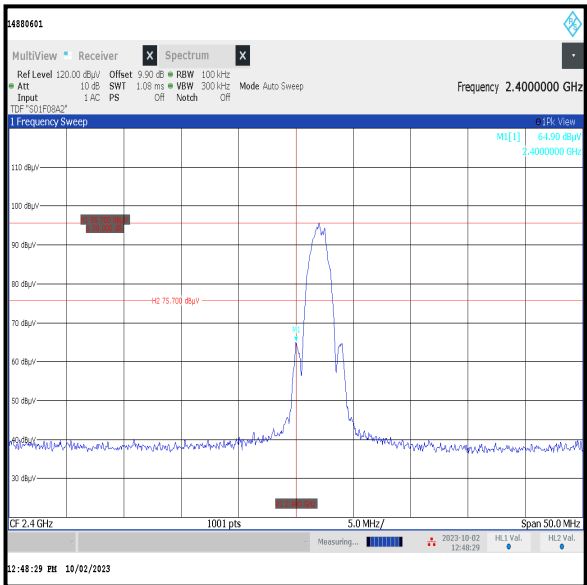 14880601
MultiView Receiver X Spectrum X
Ref Level 120.00 dBµV Offset 9.90 dB RBW 100 kHz
Att 10 dB SWT 1.08 ms VBW 300 kHz Mode Auto Sweep Frequency 2.4000000 GHz
Input 1 AC PS Off Notch Off
TDF "S01F08A2"
1 Frequency Sweep 1Pk View
M1[1] 64.90 dBµV
2.4000000 GHz
110 dBµV
100 dBµV
90 dBµV
80 dBµV
H2 75.700 dBµV
70 dBµV
M1
60 dBµV
50 dBµV
40 dBµV
30 dBµV
CF 2.4 GHz 1001 pts 5.0 MHz/ Span 50.0 MHz
Measuring... 2023-10-02 HL1 Val. HL2 Val.
12:48:29
12:48:29 PM 10/02/2023